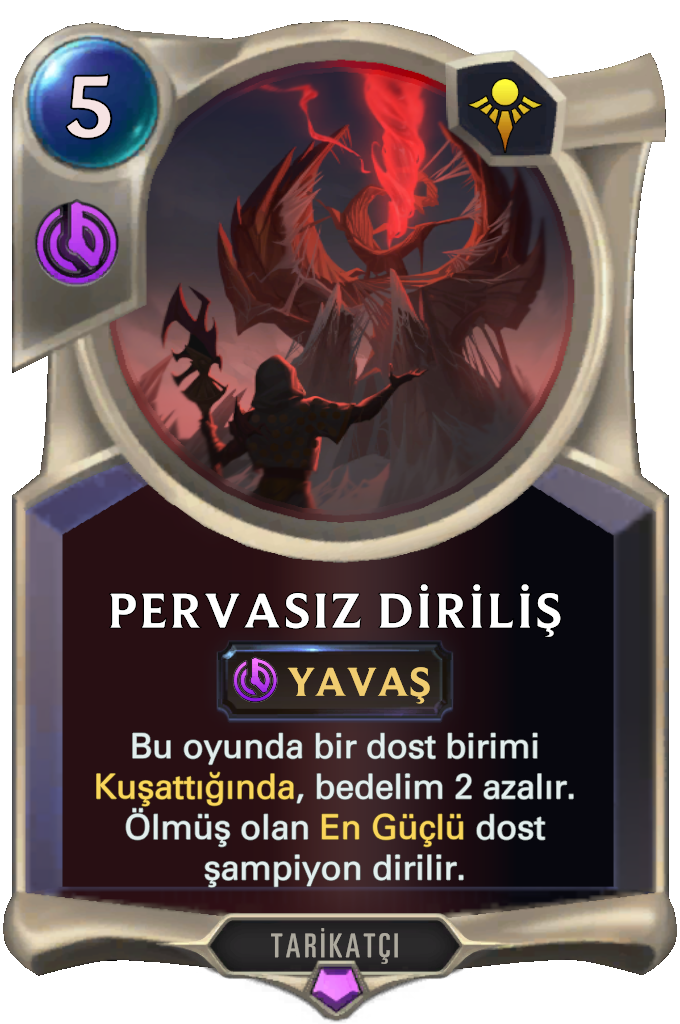 5
PERVASIZ DİRİLİŞ
YAVAŞ
Bu oyunda bir dost birimi
Kuşattığında, bedelim 2 azalır.
Ölmüş olan En Güçlü dost
şampiyon dirilir.
TARİKATÇI